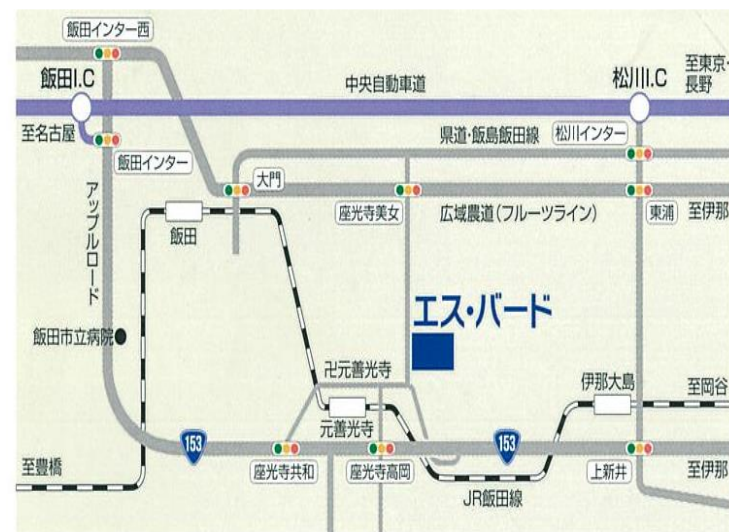 飯田インター西
飯田I.C
中央自動車道
松川I.C
至東京・
長野
至名古屋
飯田インター
県道・飯島飯田線
松川インター
大門
座光寺美女
広域農道(フルーツライン)
東浦
至伊那
アップルロード
飯田
エス・バード
飯田市立病院
卍元善光寺
伊那大島
至岡谷
元善光寺
153
153
至豊橋
座光寺共和
座光寺高岡
上新井
至伊那
JR飯田線